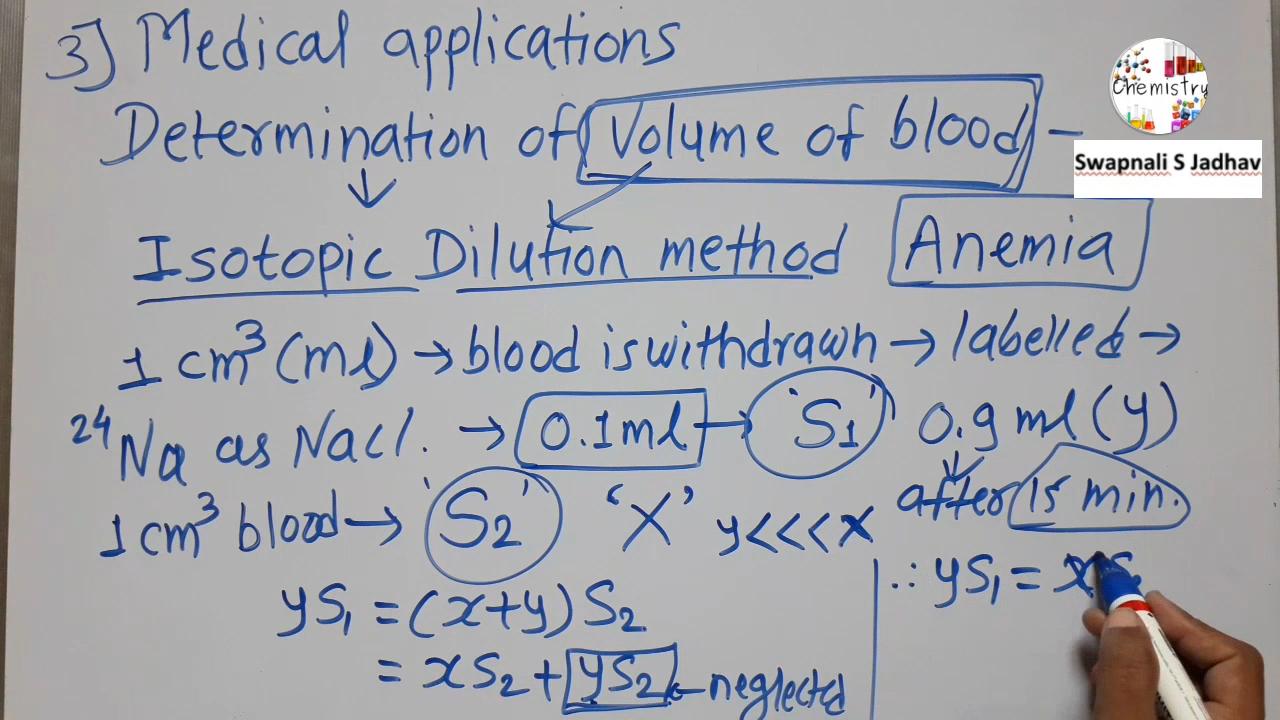 3] Medical applications
Chemistry
Determination of Volume of blood -
Swapnali S Jadhav
↓
Isotopic Dilution method Anemia
1 cm³ (ml) → blood is withdrawn → labelled →
²⁴Na as NaCl. → 0.1ml → 'S₁' 0.9 ml (y)
1 cm³ blood → 'S₂' 'X' y<<<x after 15 min.
yS₁ = (x+y) S₂
∴ yS₁ = xS
= xS₂ + yS₂ ← neglected